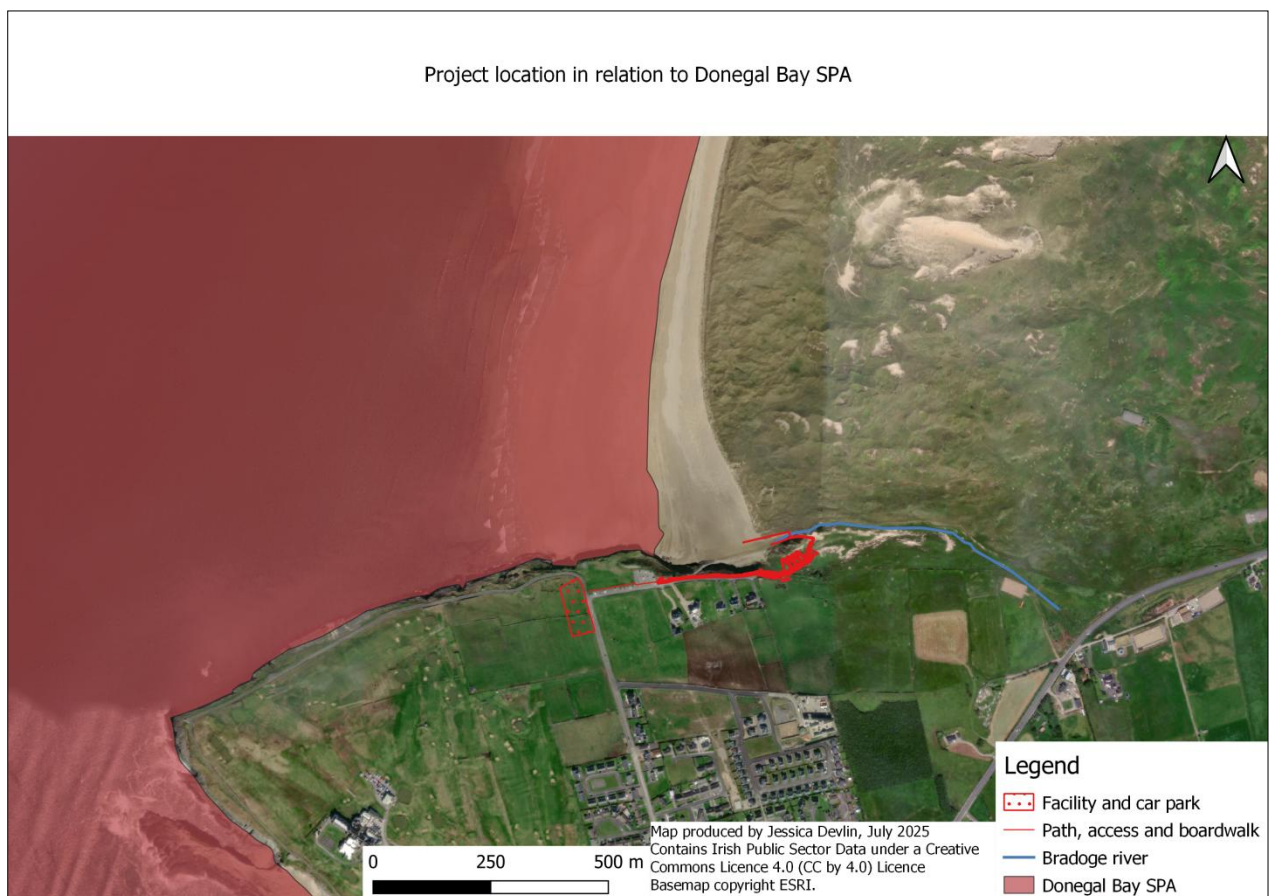 Project location in relation to Donegal Bay SPA
Legend
Facility and car park
Path, access and boardwalk
Bradoge river
Donegal Bay SPA
Map produced by Jessica Devlin, July 2025
Contains Irish Public Sector Data under a Creative
Commons Licence 4.0 (CC by 4.0) Licence
Basemap copyright ESRI.
0 250 500 m